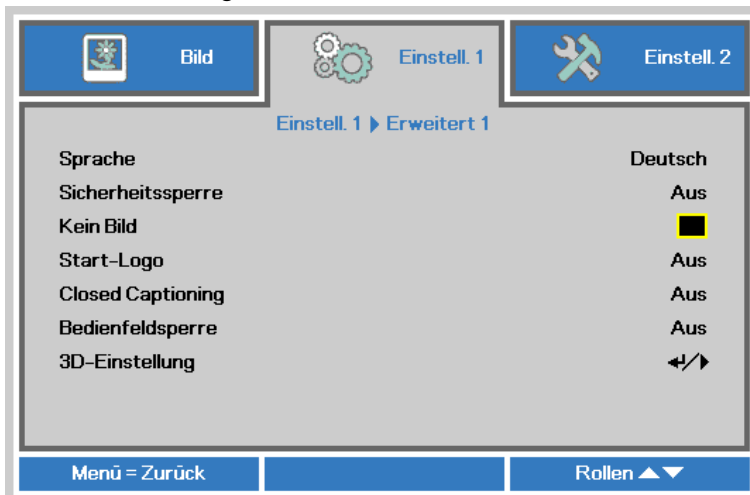 Bild Einstell. 1 Einstell. 2
Einstell. 1 Erweitert 1
Sprache Deutsch
Sicherheitssperre Aus
Kein Bild
Start-Logo Aus
Closed Captioning Aus
Bedienfeldsperre Aus
3D-Einstellung ↵/▶
Menü = Zurück Rollen ▲▼